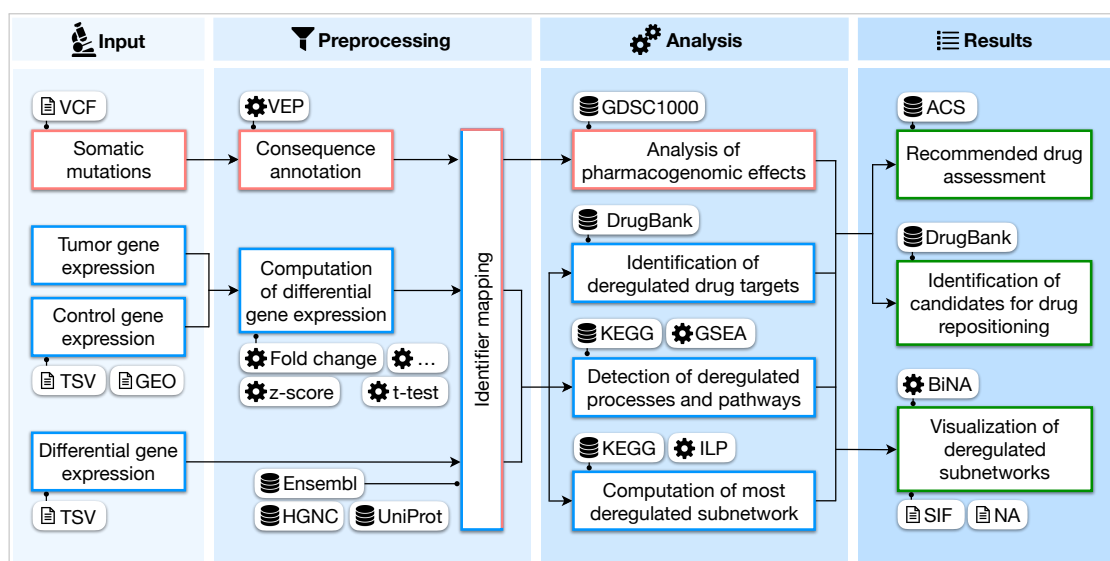 Input
Preprocessing
Analysis
Results
VCF
Somatic
mutations
Tumor gene
expression
Control gene
expression
TSV
GEO
Differential gene
expression
TSV
VEP
Consequence
annotation
Computation
of differential
gene expression
Fold change
...
z-score
t-test
Ensembl
HGNC
UniProt
Identifier mapping
GDSC1000
Analysis of
pharmacogenomic effects
DrugBank
Identification of
deregulated drug targets
KEGG
GSEA
Detection of deregulated
processes and pathways
KEGG
ILP
Computation of most
deregulated subnetwork
ACS
Recommended drug
assessment
DrugBank
Identification of
candidates for drug
repositioning
BiNA
Visualization of
deregulated
subnetworks
SIF
NA